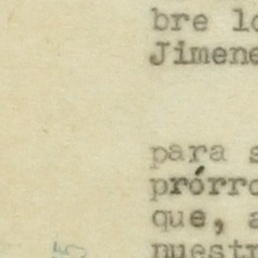 bre lo
Jimene
para s
prórro
que, a
nuestr